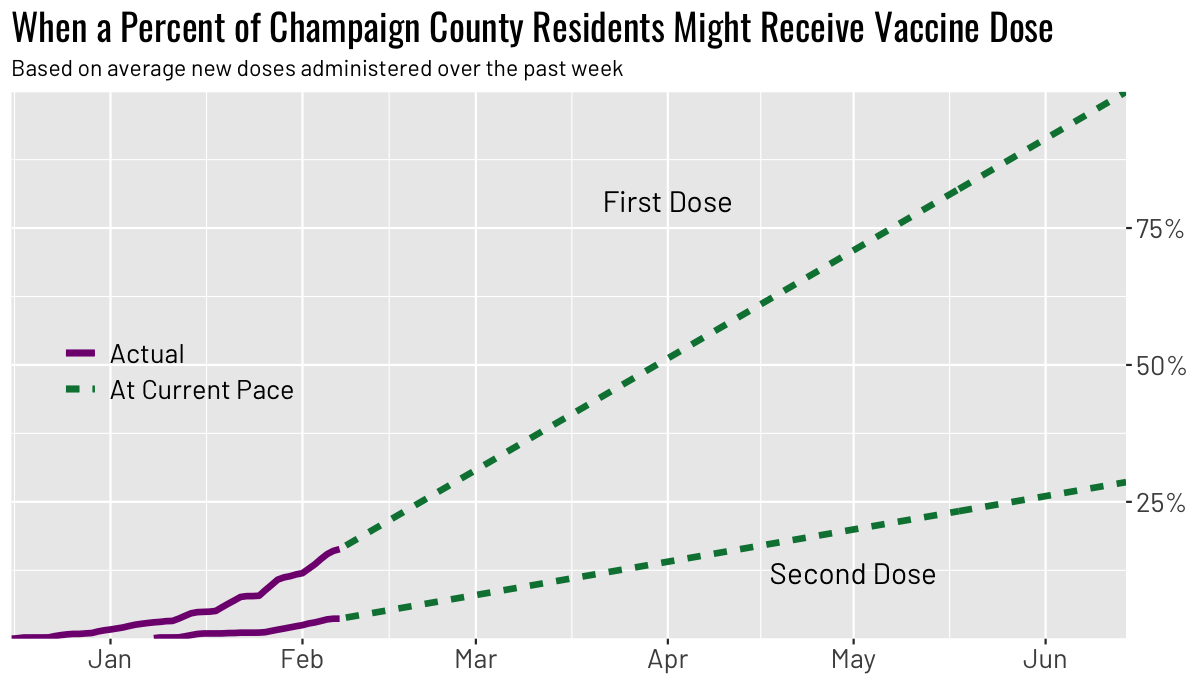 When a Percent of Champaign County Residents Might Receive Vaccine Dose
Based on average new doses administered over the past week
First Dose
75%
Actual
50%
At Current Pace
25%
Second Dose
Jan Feb Mar Apr May Jun